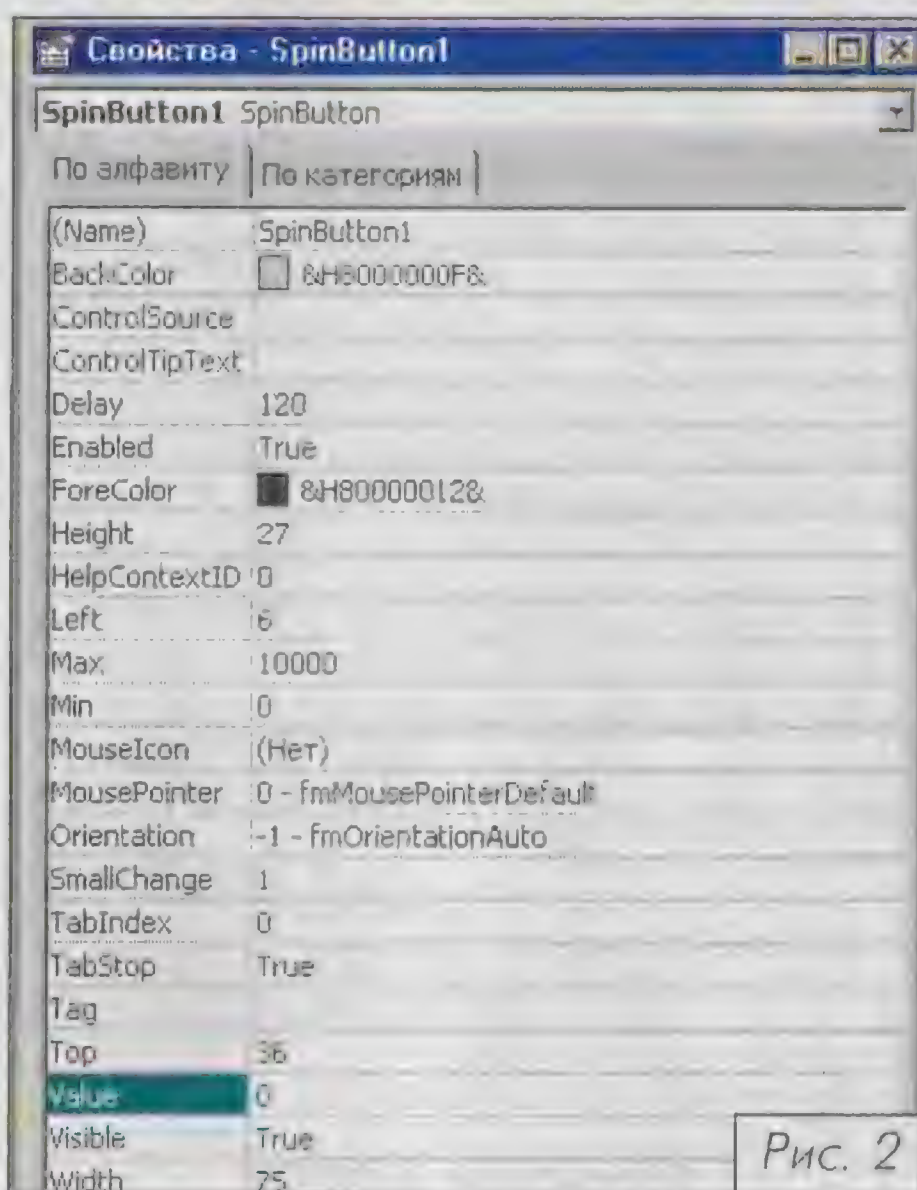 Свойства - SpinButton1
SpinButton1 SpinButton
По алфавиту По категориям
(Name) SpinButton1
BackColor &H8000000F&
ControlSource
ControlTipText
Delay 120
Enabled True
ForeColor &H80000012&
Height 27
HelpContextID 0
Left 6
Max 10000
Min 0
MouseIcon (Нет)
MousePointer 0 - fmMousePointerDefault
Orientation -1 - fmOrientationAuto
SmallChange 1
TabIndex 0
TabStop True
Tag
Top 36
Value 0
Visible True
Width 75
Рис. 2